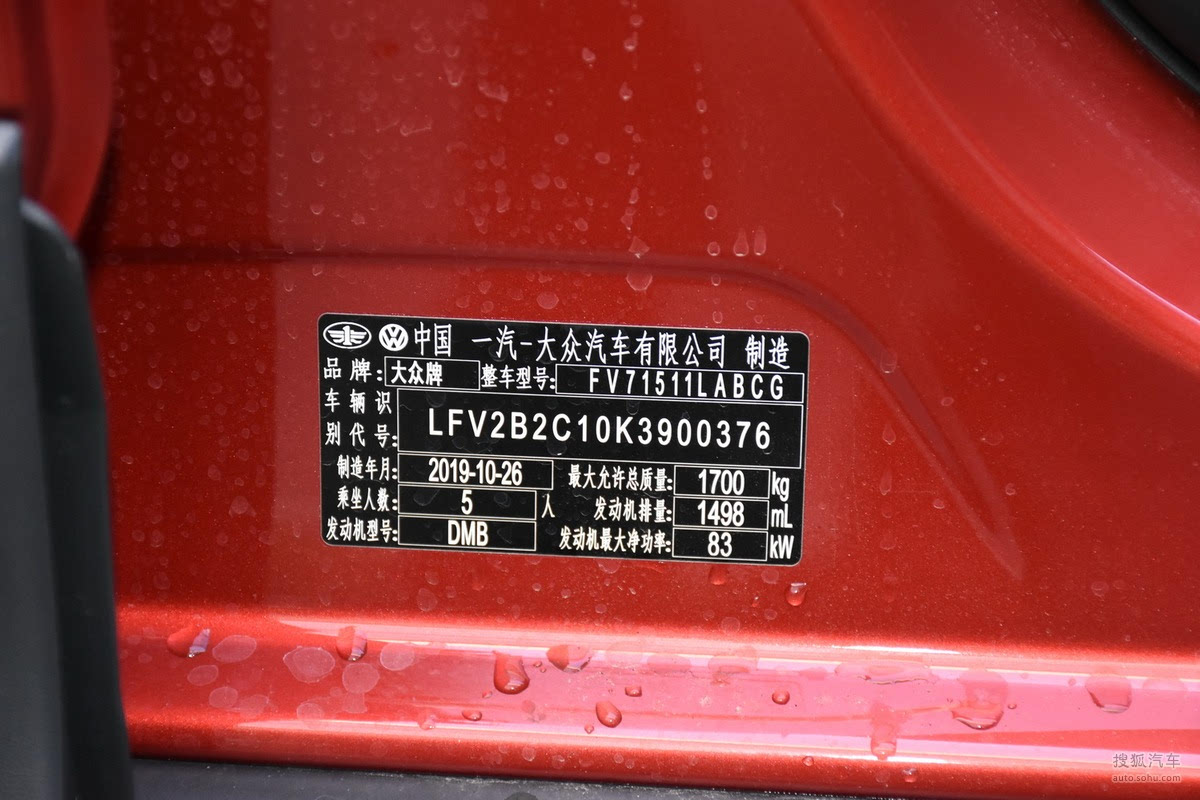 中国 一汽-大众汽车有限公司 制造
品牌: 大众牌 整车型号: FV71511LABCG
车辆识别代号: LFV2B2C10K3900376
制造年月: 2019-10-26 最大允许总质量: 1700 kg
乘坐人数: 5 人 发动机排量: 1498 mL
发动机型号: DMB 发动机最大净功率: 83 kW
搜狐汽车
auto.sohu.com